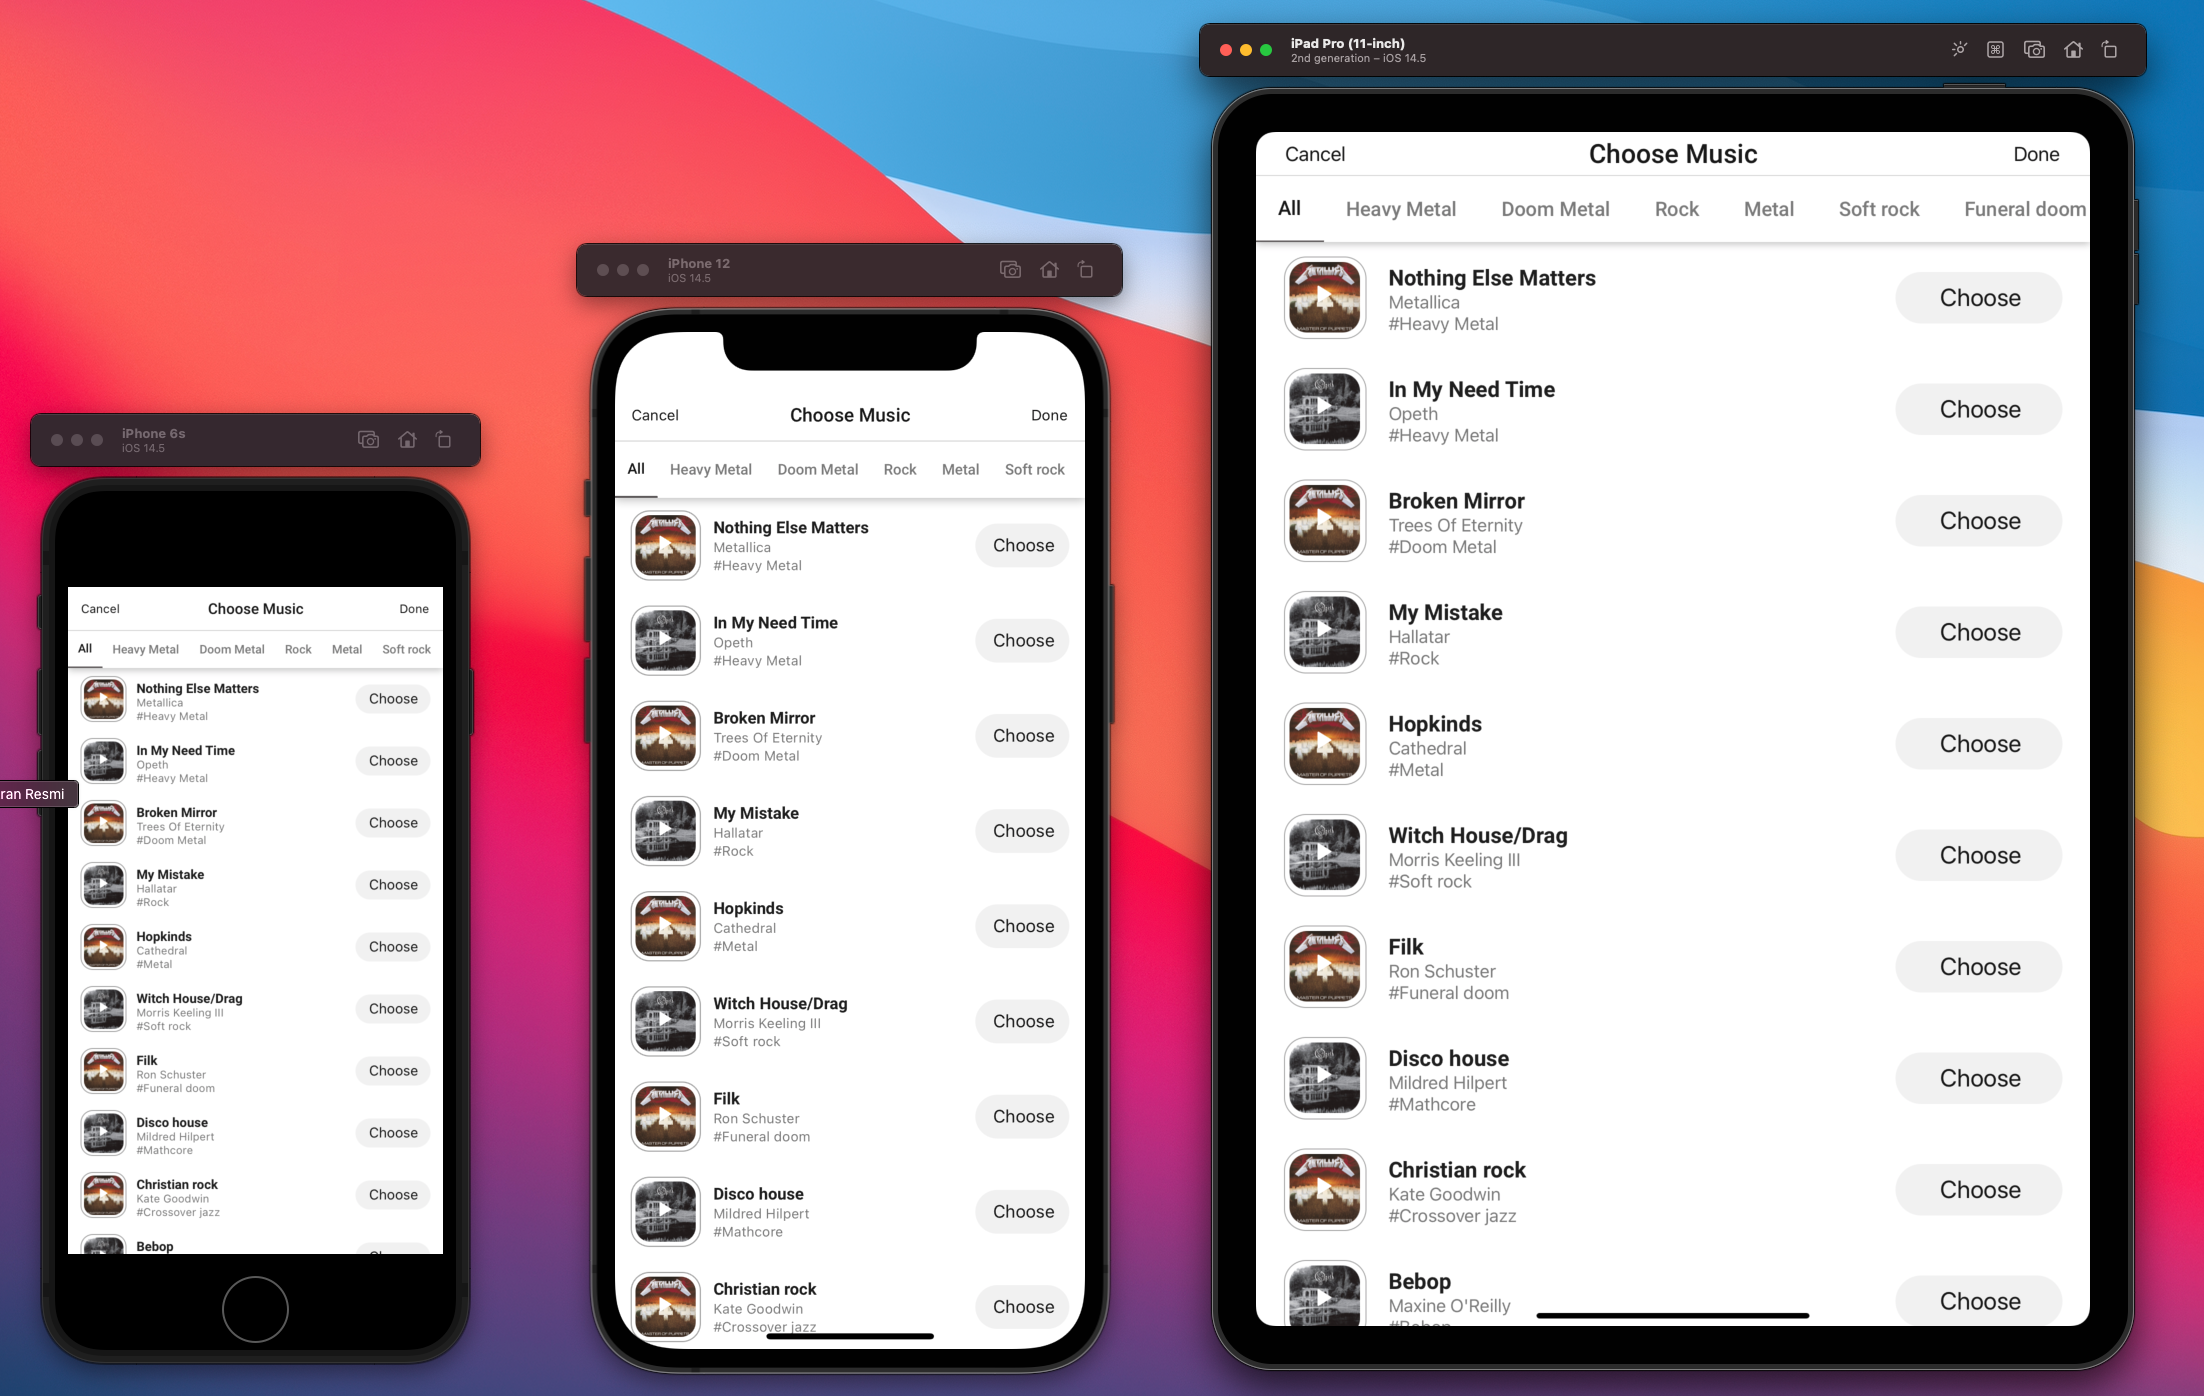 iPhone 6s
iOS 14.5
Cancel
Choose Music
Done
All
Heavy Metal
Doom Metal
Rock
Metal
Soft rock
Nothing Else Matters
Metallica
#Heavy Metal
Choose
In My Need Time
Opeth
#Heavy Metal
Choose
Broken Mirror
Trees Of Eternity
#Doom Metal
Choose
My Mistake
Hallatar
#Rock
Choose
Hopkinds
Cathedral
#Metal
Choose
Witch House/Drag
Morris Keeling III
#Soft rock
Choose
Filk
Ron Schuster
#Funeral doom
Choose
Disco house
Mildred Hilpert
#Mathcore
Choose
Christian rock
Kate Goodwin
#Crossover jazz
Choose
Bebop
ran Resmi
iPhone 12
iOS 14.5
Cancel
Choose Music
Done
All
Heavy Metal
Doom Metal
Rock
Metal
Soft rock
Nothing Else Matters
Metallica
#Heavy Metal
Choose
In My Need Time
Opeth
#Heavy Metal
Choose
Broken Mirror
Trees Of Eternity
#Doom Metal
Choose
My Mistake
Hallatar
#Rock
Choose
Hopkinds
Cathedral
#Metal
Choose
Witch House/Drag
Morris Keeling III
#Soft rock
Choose
Filk
Ron Schuster
#Funeral doom
Choose
Disco house
Mildred Hilpert
#Mathcore
Choose
Christian rock
Kate Goodwin
#Crossover jazz
Choose
iPad Pro (11-inch)
2nd generation – iOS 14.5
Cancel
Choose Music
Done
All
Heavy Metal
Doom Metal
Rock
Metal
Soft rock
Funeral doom
Nothing Else Matters
Metallica
#Heavy Metal
Choose
In My Need Time
Opeth
#Heavy Metal
Choose
Broken Mirror
Trees Of Eternity
#Doom Metal
Choose
My Mistake
Hallatar
#Rock
Choose
Hopkinds
Cathedral
#Metal
Choose
Witch House/Drag
Morris Keeling III
#Soft rock
Choose
Filk
Ron Schuster
#Funeral doom
Choose
Disco house
Mildred Hilpert
#Mathcore
Choose
Christian rock
Kate Goodwin
#Crossover jazz
Choose
Bebop
Maxine O'Reilly
Choose